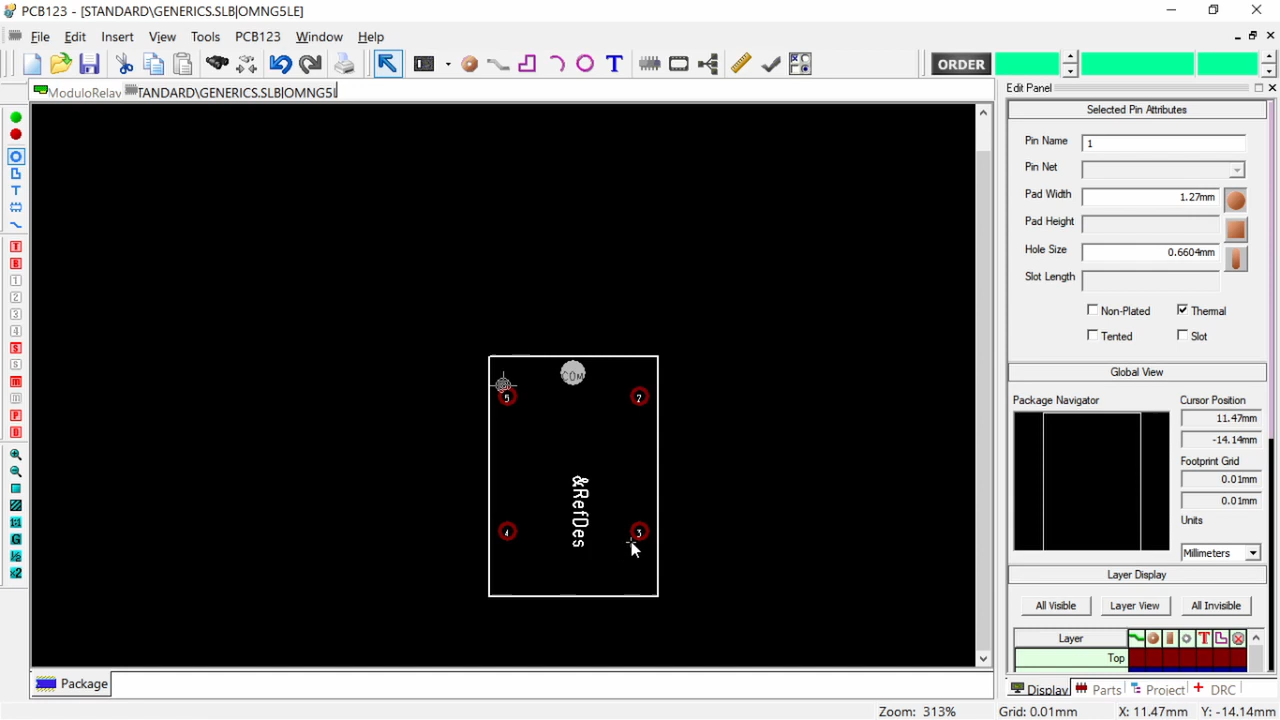 PCB123 - [STANDARD\GENERICS.SLB|OMNG5LE]
File Edit Insert View Tools PCB123 Window Help
ORDER
ModuloRelay TANDARD\GENERICS.SLB|OMNG5L
Edit Panel
Selected Pin Attributes
Pin Name 1
Pin Net
Pad Width 1.27mm
Pad Height
Hole Size 0.6604mm
Slot Length
Non-Plated Thermal
Tented Slot
Global View
Package Navigator Cursor Position
11.47mm
-14.14mm
Footprint Grid
0.01mm
0.01mm
Units
Millimeters
Layer Display
All Visible Layer View All Invisible
Layer
Top
COM
5 2
&RefDes
4 3
Package
Display Parts Project DRC
Zoom: 313% Grid: 0.01mm X: 11.47mm Y: -14.14mm